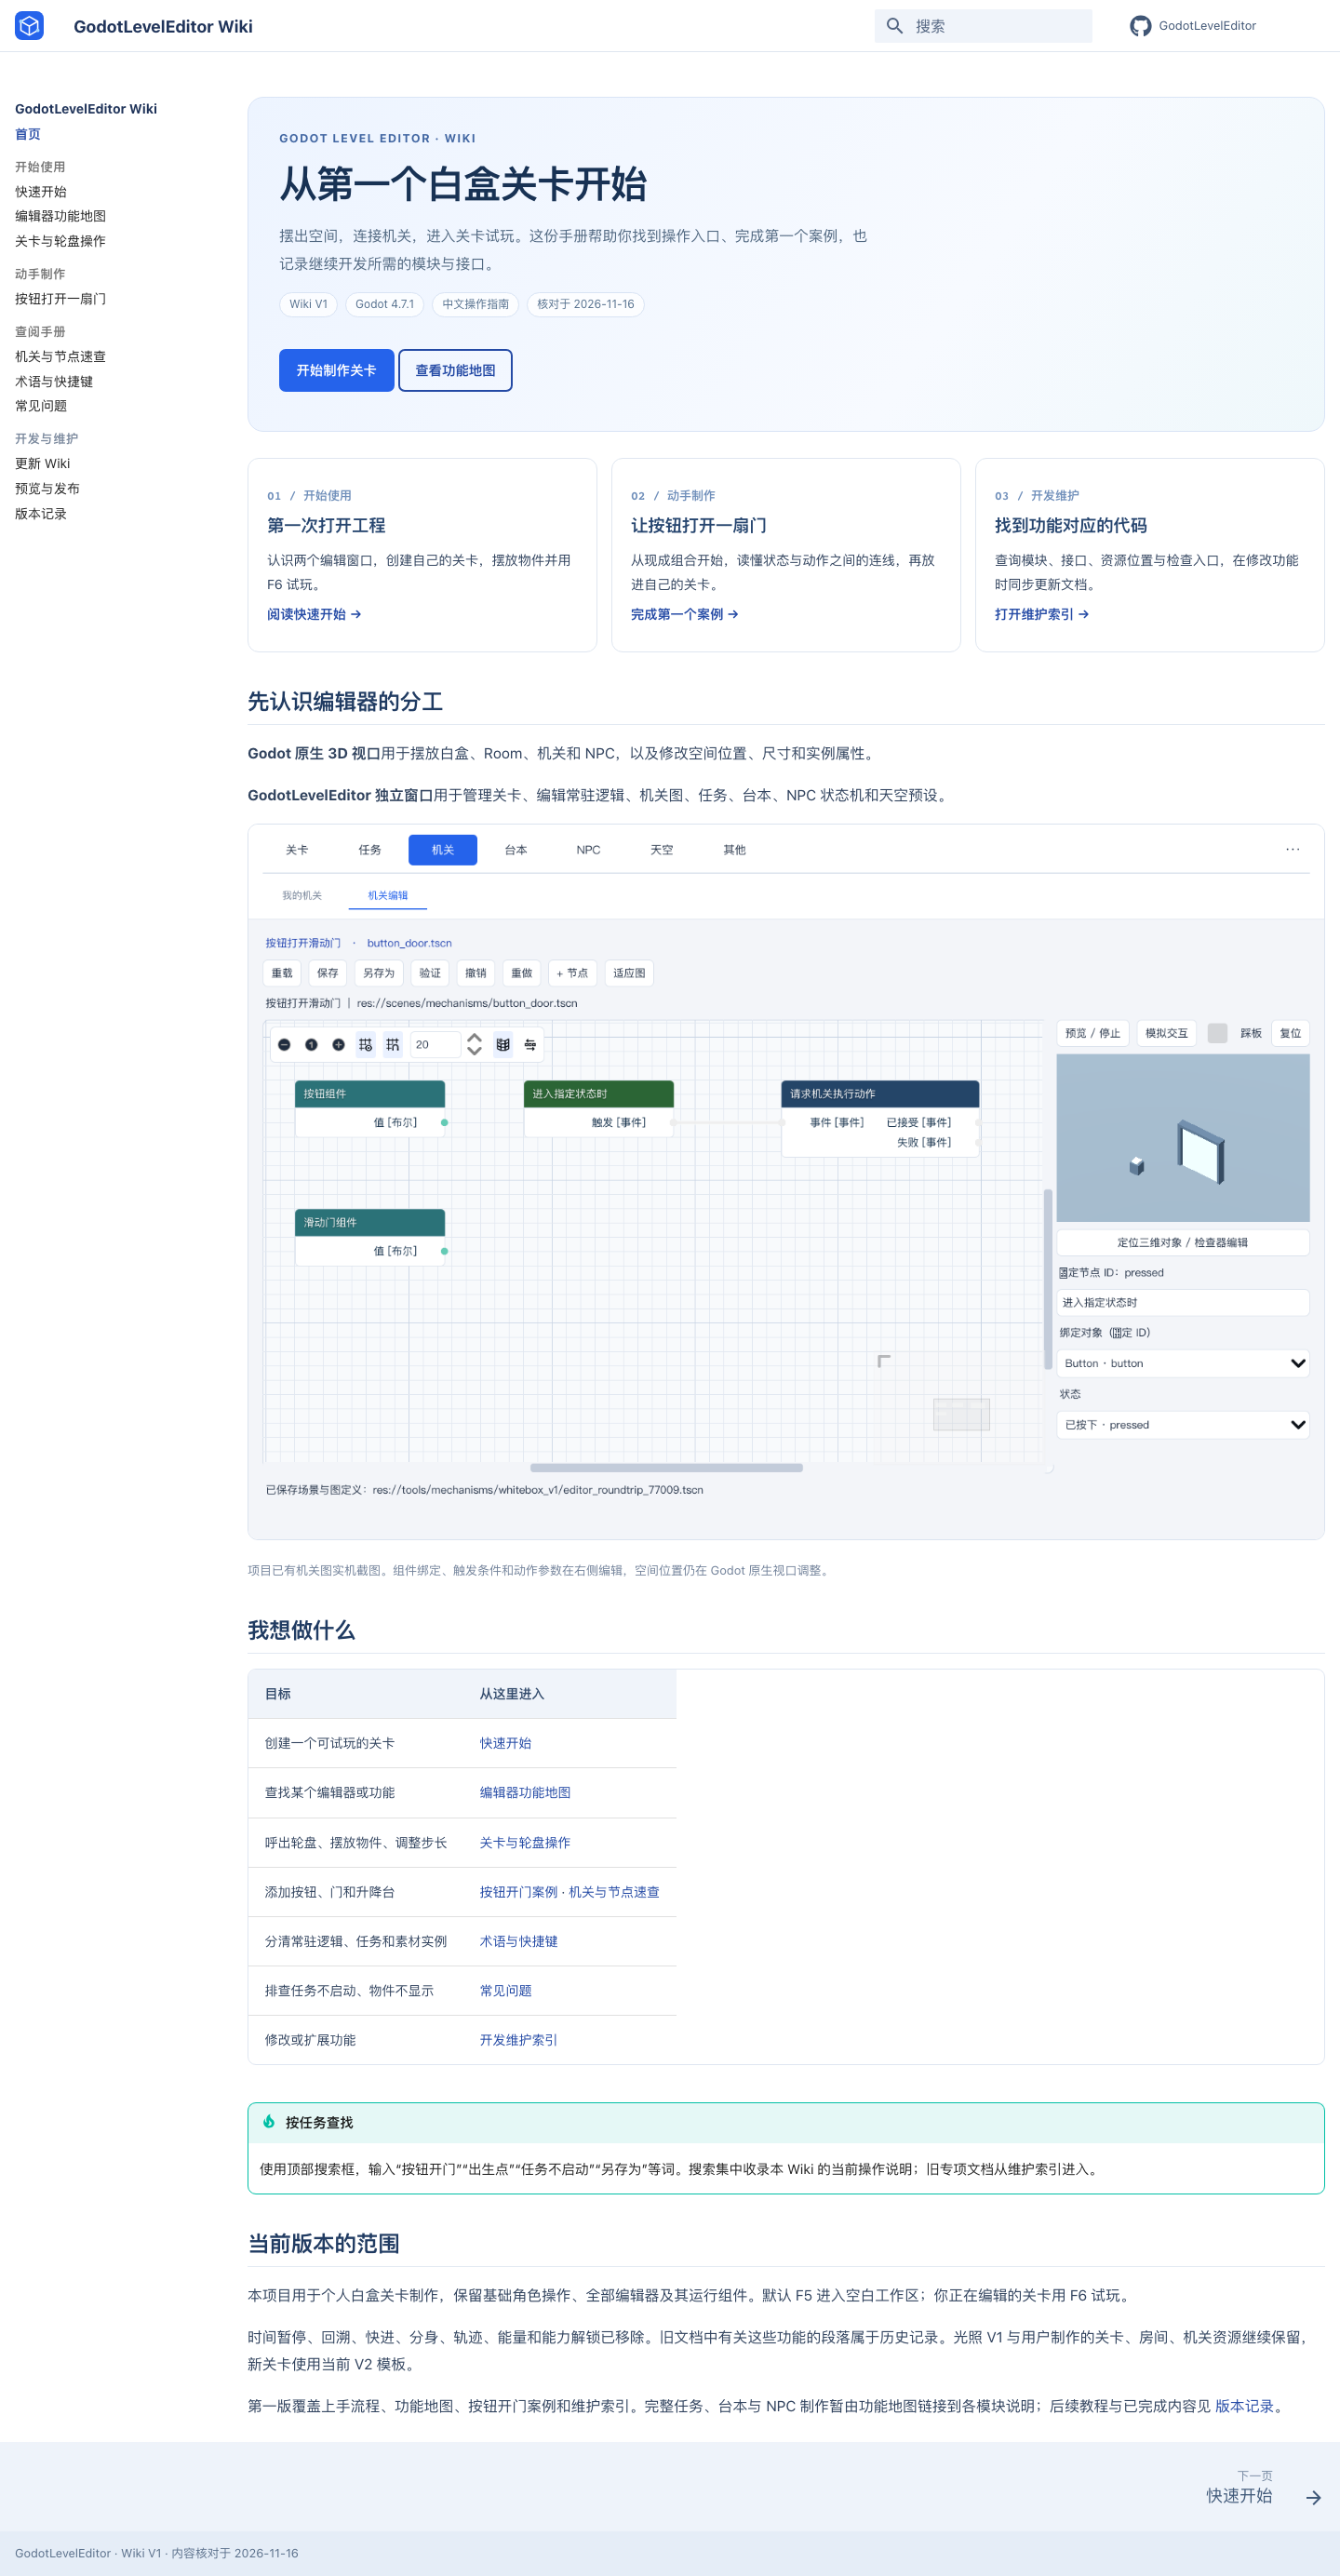 GodotLevelEditor Wiki
搜索
GodotLevelEditor
GodotLevelEditor Wiki
首页
开始使用
快速开始
编辑器功能地图
关卡与轮盘操作
动手制作
按钮打开一扇门
查阅手册
机关与节点速查
术语与快捷键
常见问题
开发与维护
更新 Wiki
预览与发布
版本记录
GODOT LEVEL EDITOR · WIKI
从第一个白盒关卡开始
摆出空间，连接机关，进入关卡试玩。这份手册帮助你找到操作入口、完成第一个案例，也
记录继续开发所需的模块与接口。
Wiki V1
Godot 4.7.1
中文操作指南
核对于 2026-11-16
开始制作关卡
查看功能地图
01 / 开始使用
第一次打开工程
认识两个编辑窗口，创建自己的关卡，摆放物件并用
F6 试玩。
阅读快速开始 →
02 / 动手制作
让按钮打开一扇门
从现成组合开始，读懂状态与动作之间的连线，再放
进自己的关卡。
完成第一个案例 →
03 / 开发维护
找到功能对应的代码
查询模块、接口、资源位置与检查入口，在修改功能
时同步更新文档。
打开维护索引 →
先认识编辑器的分工
Godot 原生 3D 视口用于摆放白盒、Room、机关和 NPC，以及修改空间位置、尺寸和实例属性。
GodotLevelEditor 独立窗口用于管理关卡、编辑常驻逻辑、机关图、任务、台本、NPC 状态机和天空预设。
关卡
任务
机关
台本
NPC
天空
其他
···
我的机关
机关编辑
按钮打开滑动门 · button_door.tscn
重载
保存
另存为
验证
撤销
重做
+ 节点
适应图
按钮打开滑动门 | res://scenes/mechanisms/button_door.tscn
20
预览 / 停止
模拟交互
踩板
复位
按钮组件
值 [布尔]
进入指定状态时
触发 [事件]
请求机关执行动作
事件 [事件]
已接受 [事件]
失败 [事件]
滑动门组件
值 [布尔]
定位三维对象 / 检查器编辑
定节点 ID：pressed
进入指定状态时
绑定对象（定 ID）
Button · button
状态
已按下 · pressed
已保存场景与图定义：res://tools/mechanisms/whitebox_v1/editor_roundtrip_77009.tscn
项目已有机关图实机截图。组件绑定、触发条件和动作参数在右侧编辑，空间位置仍在 Godot 原生视口调整。
我想做什么
目标
从这里进入
创建一个可试玩的关卡
快速开始
查找某个编辑器或功能
编辑器功能地图
呼出轮盘、摆放物件、调整步长
关卡与轮盘操作
添加按钮、门和升降台
按钮开门案例 · 机关与节点速查
分清常驻逻辑、任务和素材实例
术语与快捷键
排查任务不启动、物件不显示
常见问题
修改或扩展功能
开发维护索引
按任务查找
使用顶部搜索框，输入“按钮开门”“出生点”“任务不启动”“另存为”等词。搜索集中收录本 Wiki 的当前操作说明；旧专项文档从维护索引进入。
当前版本的范围
本项目用于个人白盒关卡制作，保留基础角色操作、全部编辑器及其运行组件。默认 F5 进入空白工作区；你正在编辑的关卡用 F6 试玩。
时间暂停、回溯、快进、分身、轨迹、能量和能力解锁已移除。旧文档中有关这些功能的段落属于历史记录。光照 V1 与用户制作的关卡、房间、机关资源继续保留，
新关卡使用当前 V2 模板。
第一版覆盖上手流程、功能地图、按钮开门案例和维护索引。完整任务、台本与 NPC 制作暂由功能地图链接到各模块说明；后续教程与已完成内容见 版本记录。
下一页
快速开始
GodotLevelEditor · Wiki V1 · 内容核对于 2026-11-16